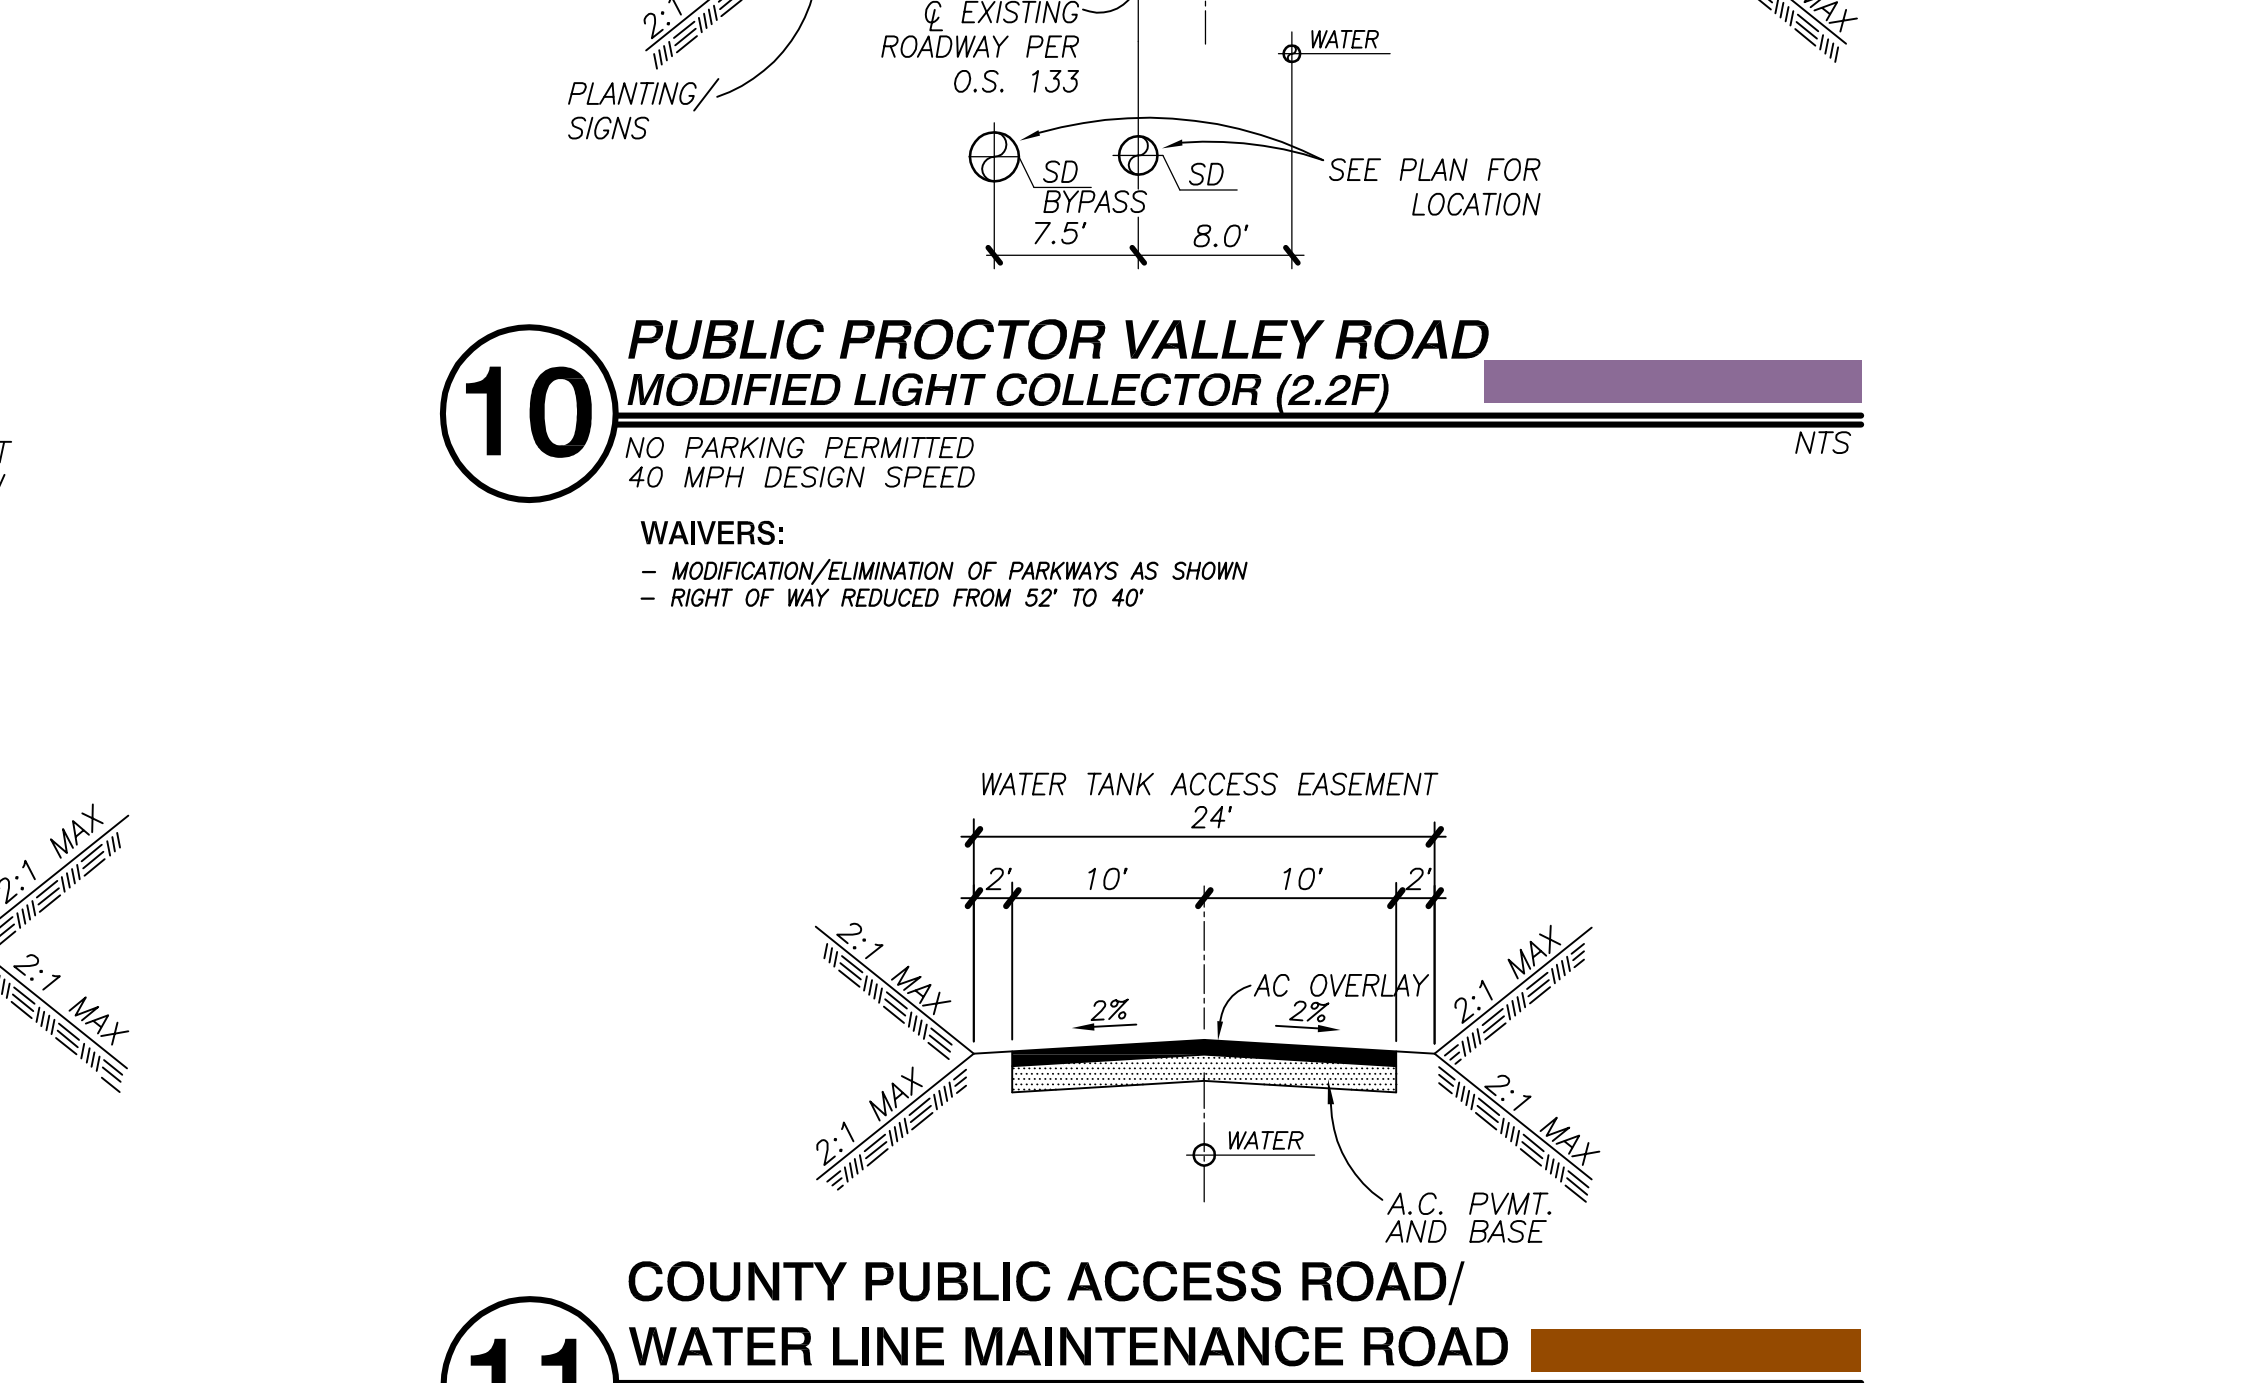 2:1
℄ EXISTING
ROADWAY PER
O.S. 133
WATER
MAX
PLANTING/
SIGNS
SD
BYPASS
SD
SEE PLAN FOR
LOCATION
7.5'
8.0'
10
PUBLIC PROCTOR VALLEY ROAD
MODIFIED LIGHT COLLECTOR (2.2F)
NO PARKING PERMITTED
40 MPH DESIGN SPEED
NTS
WAIVERS:
- MODIFICATION/ELIMINATION OF PARKWAYS AS SHOWN
- RIGHT OF WAY REDUCED FROM 52' TO 40'
2:1 MAX
2:1 MAX
WATER TANK ACCESS EASEMENT
24'
2'
10'
10'
2'
2:1 MAX
2:1 MAX
AC OVERLAY
2%
2%
2:1 MAX
2:1 MAX
WATER
A.C. PVMT.
AND BASE
11
COUNTY PUBLIC ACCESS ROAD/
WATER LINE MAINTENANCE ROAD